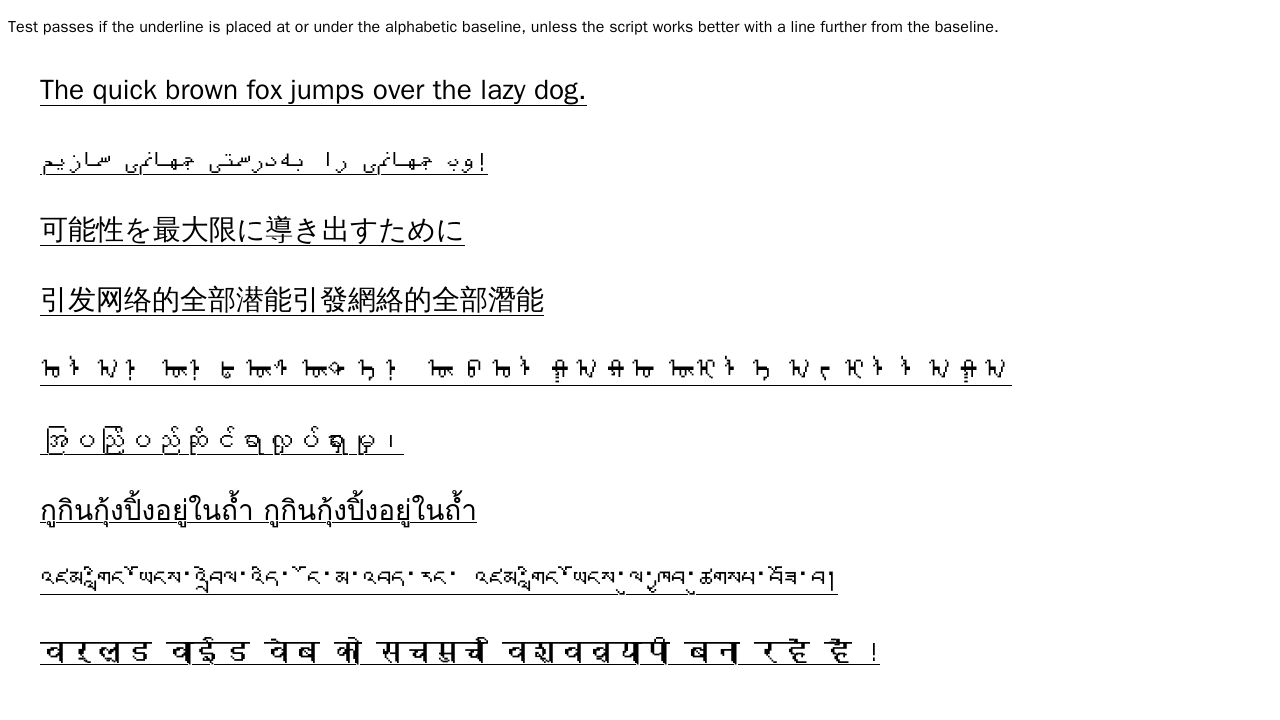 Test passes if the underline is placed at or under the alphabetic baseline, unless the script works better with a line further from the baseline.
The quick brown fox jumps over the lazy dog.
وب جهانی را به‌درستی جهانی سازیم!
可能性を最大限に導き出すために
引发网络的全部潜能引發網絡的全部潛能
အပြည်ပြည်ဆိုင်ရာလှုပ်ရှားမှု၊
กูกินกุ้งปิ้งอยู่ในถ้ำ กูกินกุ้งปิ้งอยู่ในถ้ำ
འཛམ་གླིང་ཡོངས་འབྲེལ་འདི་ ངོ་མ་འབད་རང་ འཛམ་གླིང་ཡོངས་ལུ་ཁྱབ་ཚུགསཔ་བཟོ་བ།
वर्ल्ड वाईड वेब को सचमुच विश्वव्यापी बना रहे हैं !